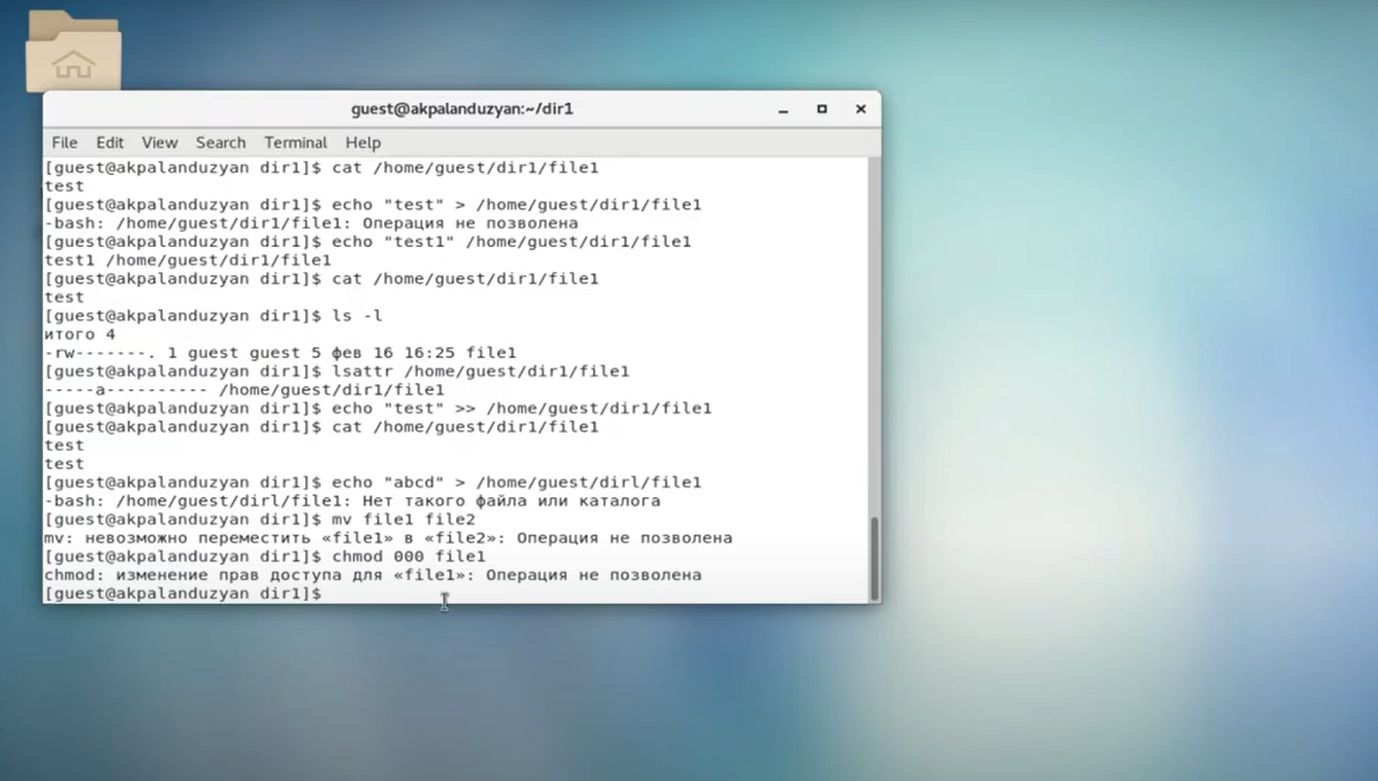 guest@akpalanduzyan:~/dir1
File Edit View Search Terminal Help
[guest@akpalanduzyan dir1]$ cat /home/guest/dir1/file1
test
[guest@akpalanduzyan dir1]$ echo "test" > /home/guest/dir1/file1
-bash: /home/guest/dir1/file1: Операция не позволена
[guest@akpalanduzyan dir1]$ echo "test1" /home/guest/dir1/file1
test1 /home/guest/dir1/file1
[guest@akpalanduzyan dir1]$ cat /home/guest/dir1/file1
test
[guest@akpalanduzyan dir1]$ ls -l
итого 4
-rw-------. 1 guest guest 5 фев 16 16:25 file1
[guest@akpalanduzyan dir1]$ lsattr /home/guest/dir1/file1
-----a---------- /home/guest/dir1/file1
[guest@akpalanduzyan dir1]$ echo "test" >> /home/guest/dir1/file1
[guest@akpalanduzyan dir1]$ cat /home/guest/dir1/file1
test
test
[guest@akpalanduzyan dir1]$ echo "abcd" > /home/guest/dirl/file1
-bash: /home/guest/dirl/file1: Нет такого файла или каталога
[guest@akpalanduzyan dir1]$ mv file1 file2
mv: невозможно переместить «file1» в «file2»: Операция не позволена
[guest@akpalanduzyan dir1]$ chmod 000 file1
chmod: изменение прав доступа для «file1»: Операция не позволена
[guest@akpalanduzyan dir1]$